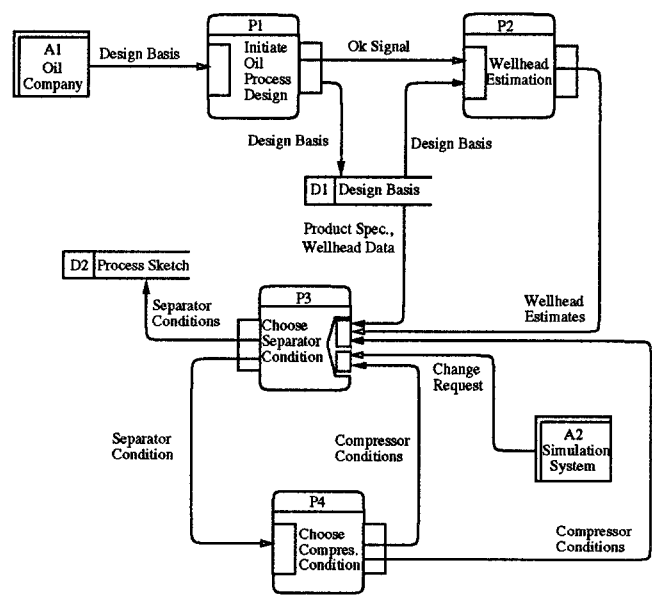 P1
P2
A1
Oil
Company
Design Basis
Initiate
Oil
Process
Design
Ok Signal
Wellhead
Estimation
Design Basis
Design Basis
D1 Design Basis
Product Spec.,
Wellhead Data
D2 Process Sketch
Separator
Conditions
P3
Choose
Separator
Condition
Wellhead
Estimates
Change
Request
Separator
Condition
Compressor
Conditions
A2
Simulation
System
P4
Choose
Compres.
Condition
Compressor
Conditions